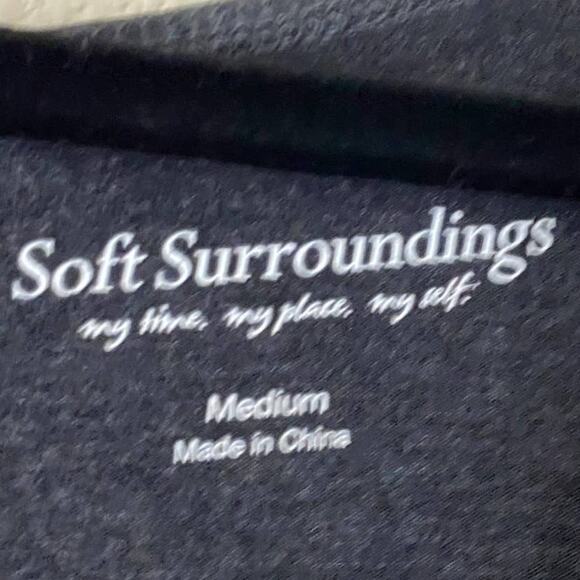 Soft Surroundings
my time. my place. my self.
Medium
Made in China